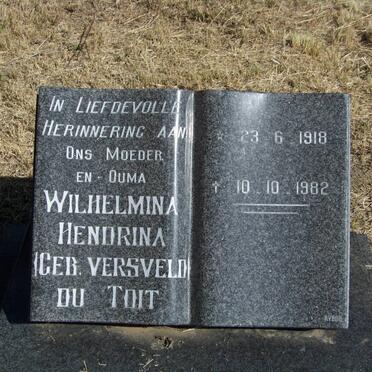 In Liefdevolle
Herinnering aan
Ons Moeder
en Ouma
Wilhelmina
Hendrina
(Geb. Versveld)
du Toit
* 23·6·1918
† 10·10·1982